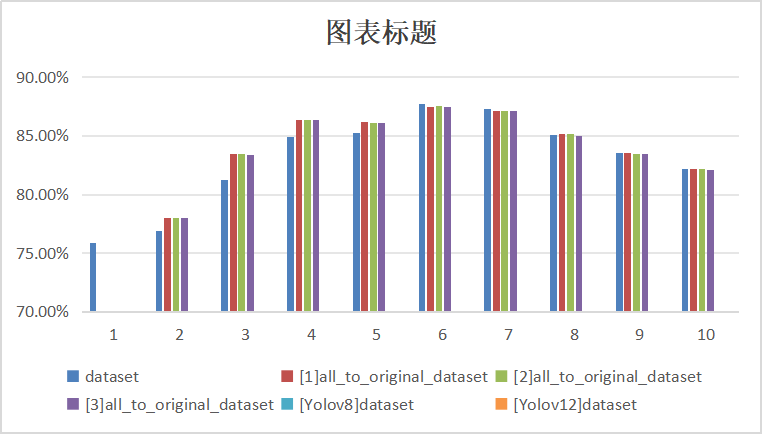 图表标题
90.00%
85.00%
80.00%
75.00%
70.00%
1 2 3 4 5 6 7 8 9 10
dataset [1]all_to_original_dataset [2]all_to_original_dataset
[3]all_to_original_dataset [Yolov8]dataset [Yolov12]dataset